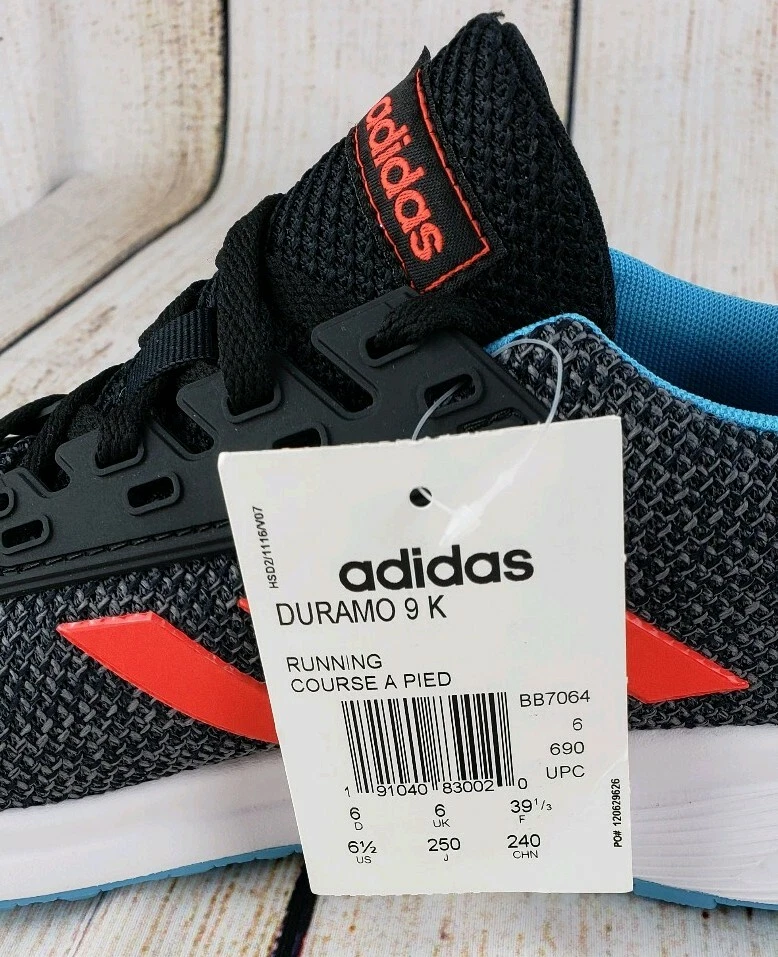 adidas
HSD2/1116/V07
adidas
DURAMO 9 K
RUNNING
COURSE A PIED
BB7064
6
690
UPC
1 91040 83002 0
6 6 39 1/3
D UK F
6½ 250 240
US J CHN
PO# 120629626